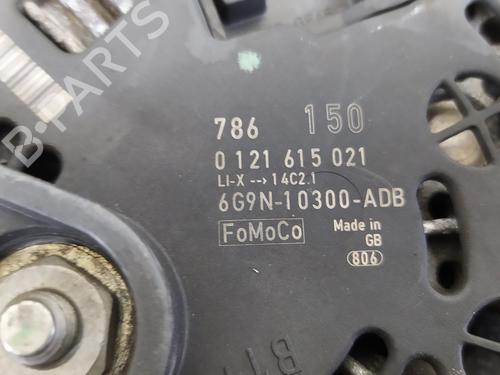 B-PARTS
786 150
0 121 615 021
LI-X --> 14C2.1
6G9N-10300-ADB
FoMoCo
Made in
GB
806